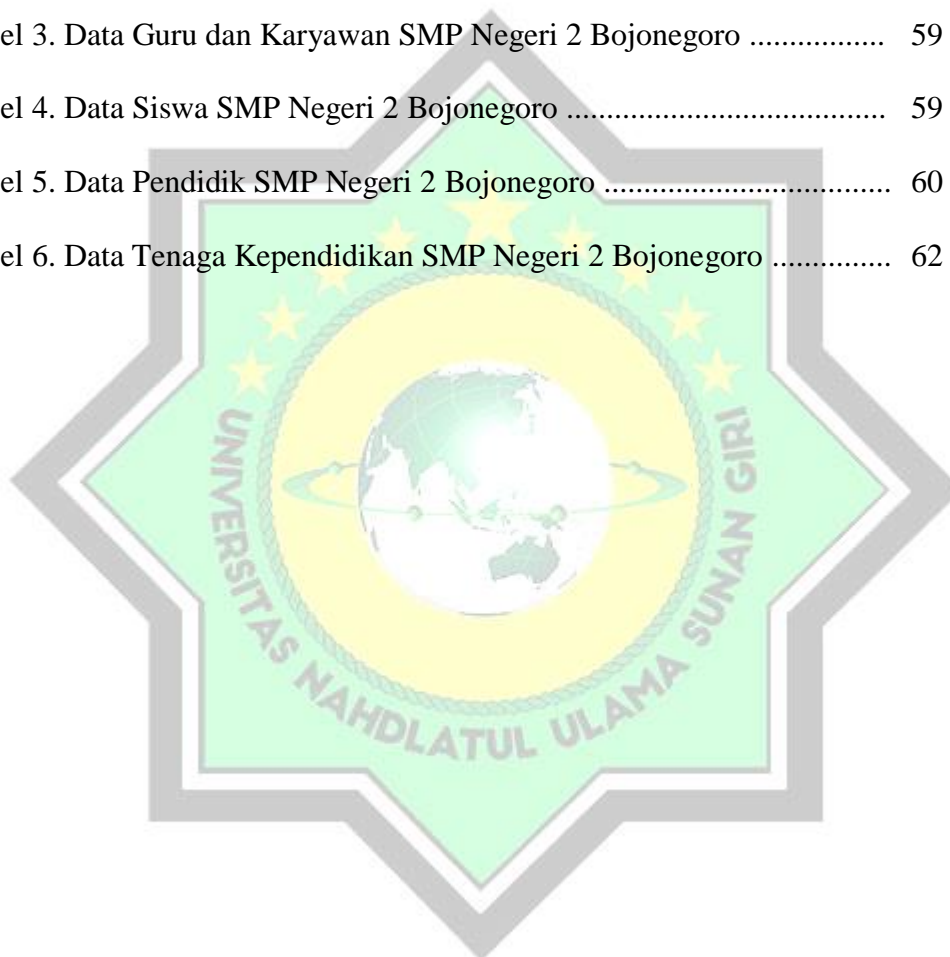 el 3. Data Guru dan Karyawan SMP Negeri 2 Bojonegoro ................. 59
el 4. Data Siswa SMP Negeri 2 Bojonegoro ........................................ 59
el 5. Data Pendidik SMP Negeri 2 Bojonegoro .................................... 60
el 6. Data Tenaga Kependidikan SMP Negeri 2 Bojonegoro ............... 62
UNIVERSITAS NAHDLATUL ULAMA SUNAN GIRI